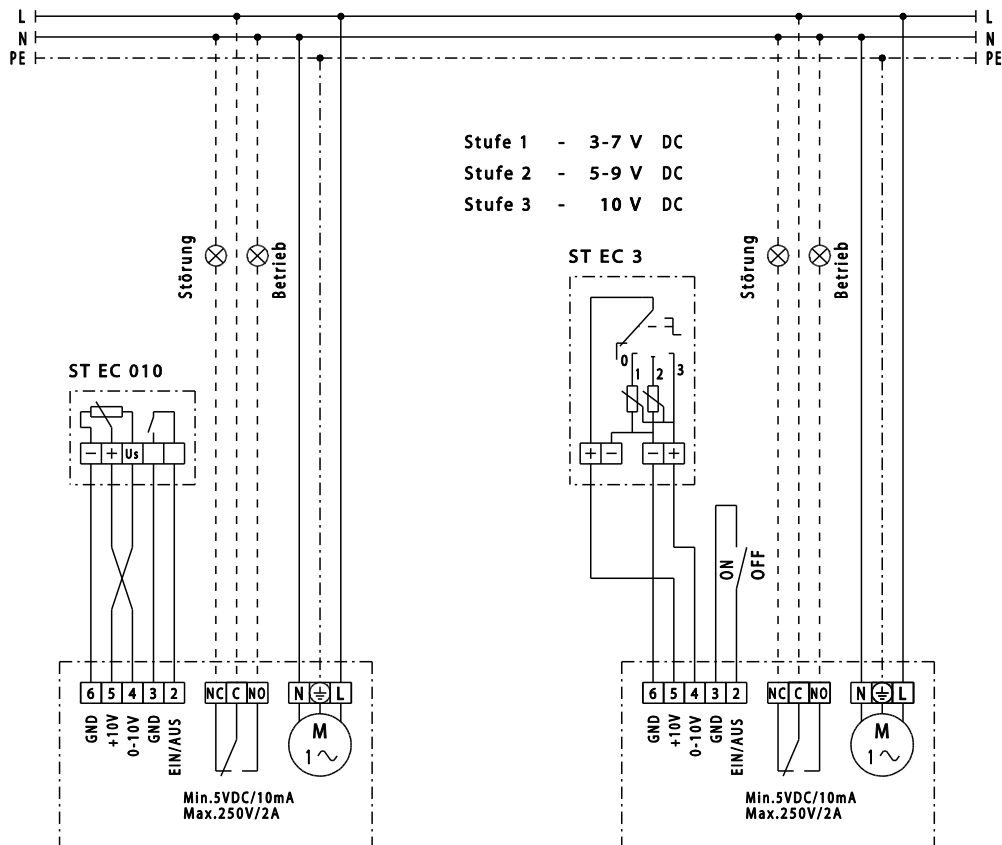 L L
N N
PE PE
Stufe 1 - 3-7 V DC
Stufe 2 - 5-9 V DC
Stufe 3 - 10 V DC
Störung
Betrieb
Störung
Betrieb
ST EC 3
0 1 2 3
+ − − +
ST EC 010
− + Us
ON
OFF
6 5 4 3 2 NC C NO N L
GND
+10V
0-10V
GND
EIN/AUS
M
1~
Min.5VDC/10mA
Max.250V/2A
6 5 4 3 2 NC C NO N L
GND
+10V
0-10V
GND
EIN/AUS
M
1~
Min.5VDC/10mA
Max.250V/2A